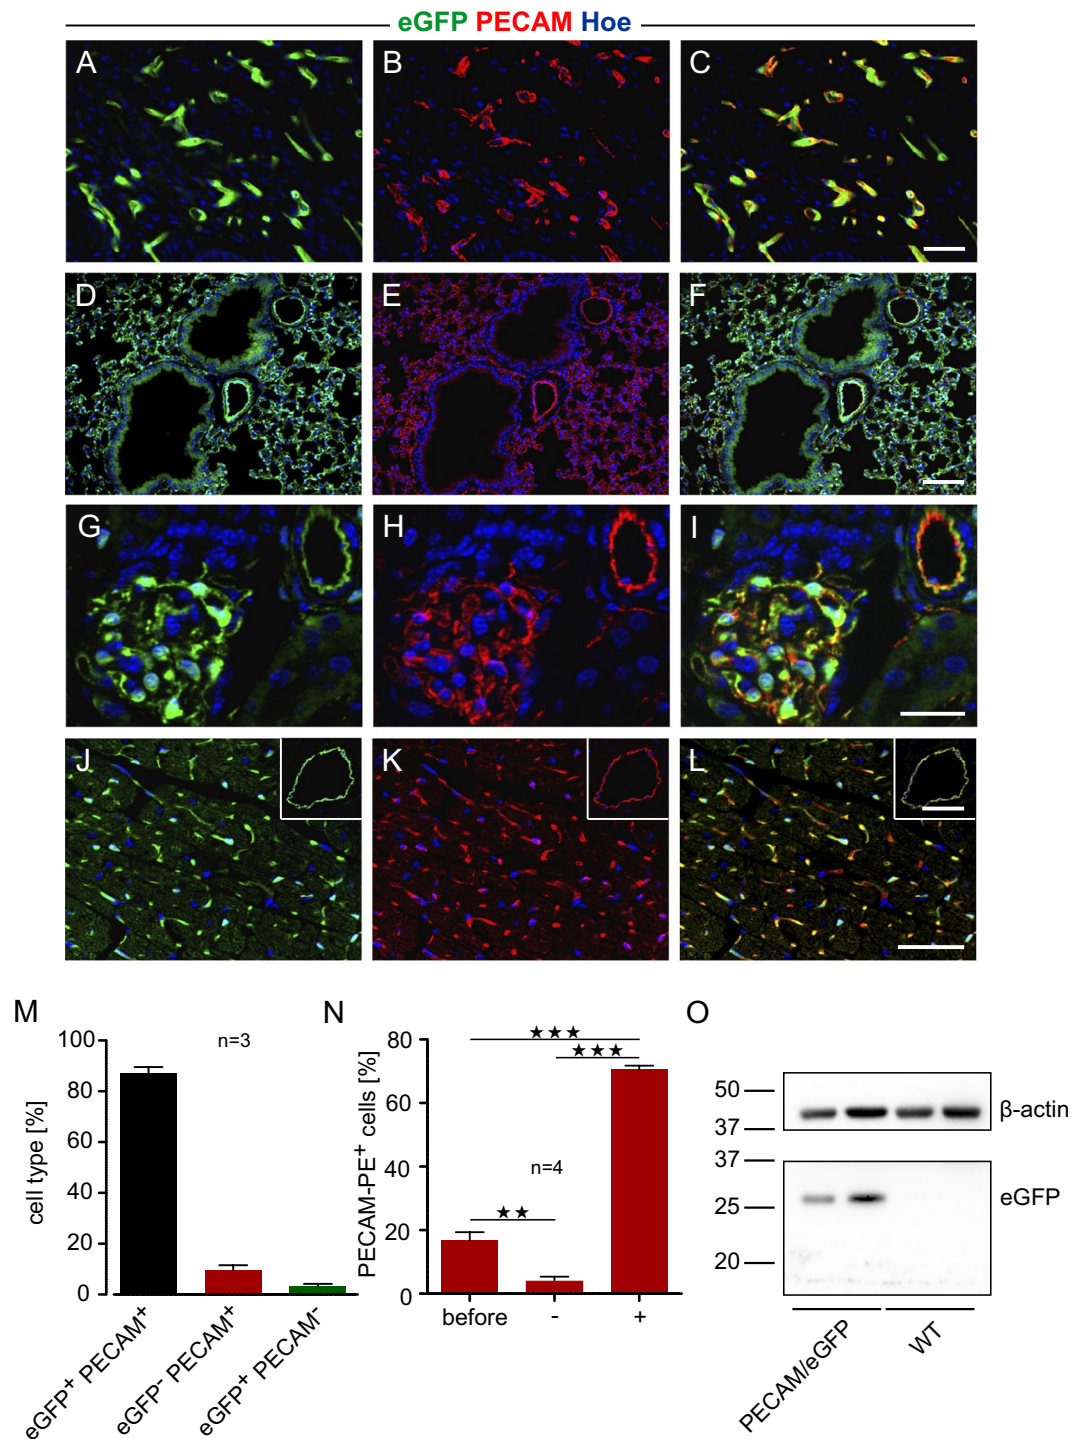 eGFP PECAM Hoe
A B C
D E F
G H I
J K L
M
cell type [%]
100
80
60
40
20
0
n=3
eGFP⁺ PECAM⁺
eGFP⁻ PECAM⁺
eGFP⁺ PECAM⁻
N
PECAM-PE⁺ cells [%]
80
60
40
20
0
★★★
★★★
n=4
★★
before - +
O
50
37
β-actin
37
25
20
eGFP
PECAM/eGFP
WT